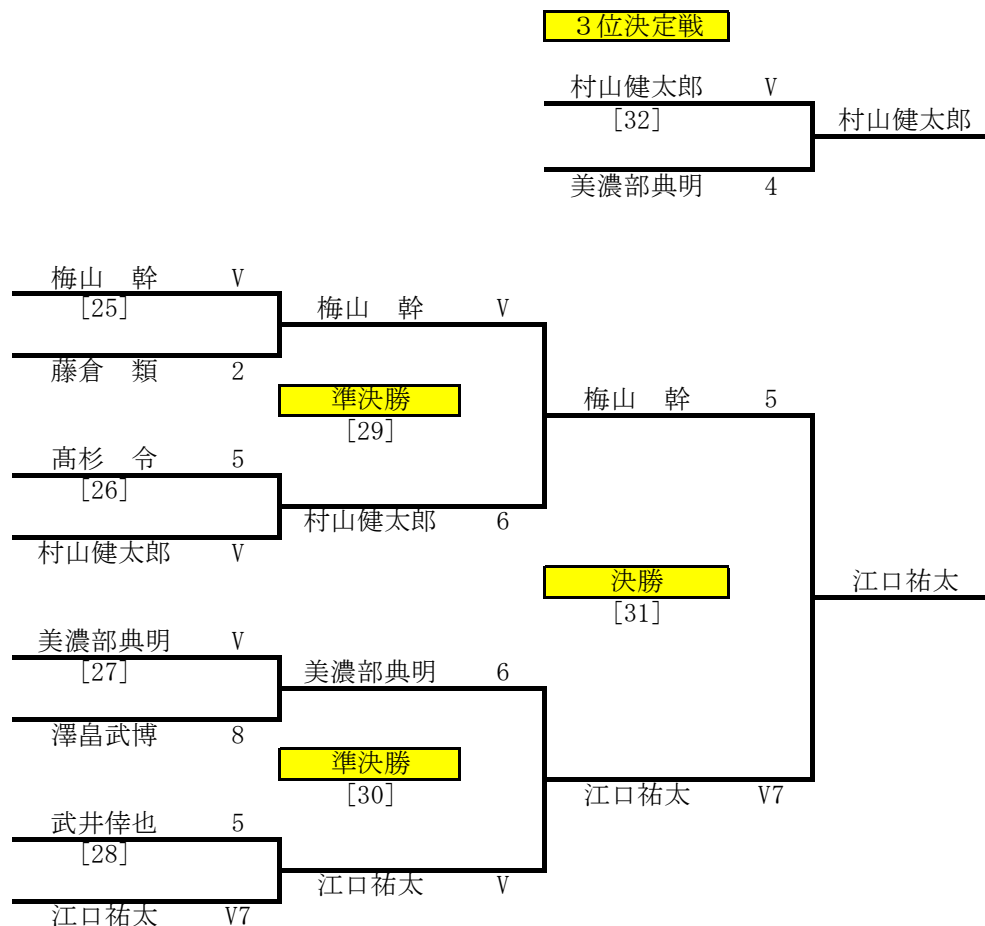 ３位決定戦
村山健太郎 V
[32] 村山健太郎
美濃部典明 4
梅山　幹 V
[25] 梅山　幹 V
藤倉　類 2
準決勝 梅山　幹 5
[29]
髙杉　令 5
[26]
村山健太郎 6
村山健太郎 V
決勝 江口祐太
[31]
美濃部典明 V
[27] 美濃部典明 6
澤畠武博 8
準決勝
[30] 江口祐太 V7
武井倖也 5
[28]
江口祐太 V
江口祐太 V7